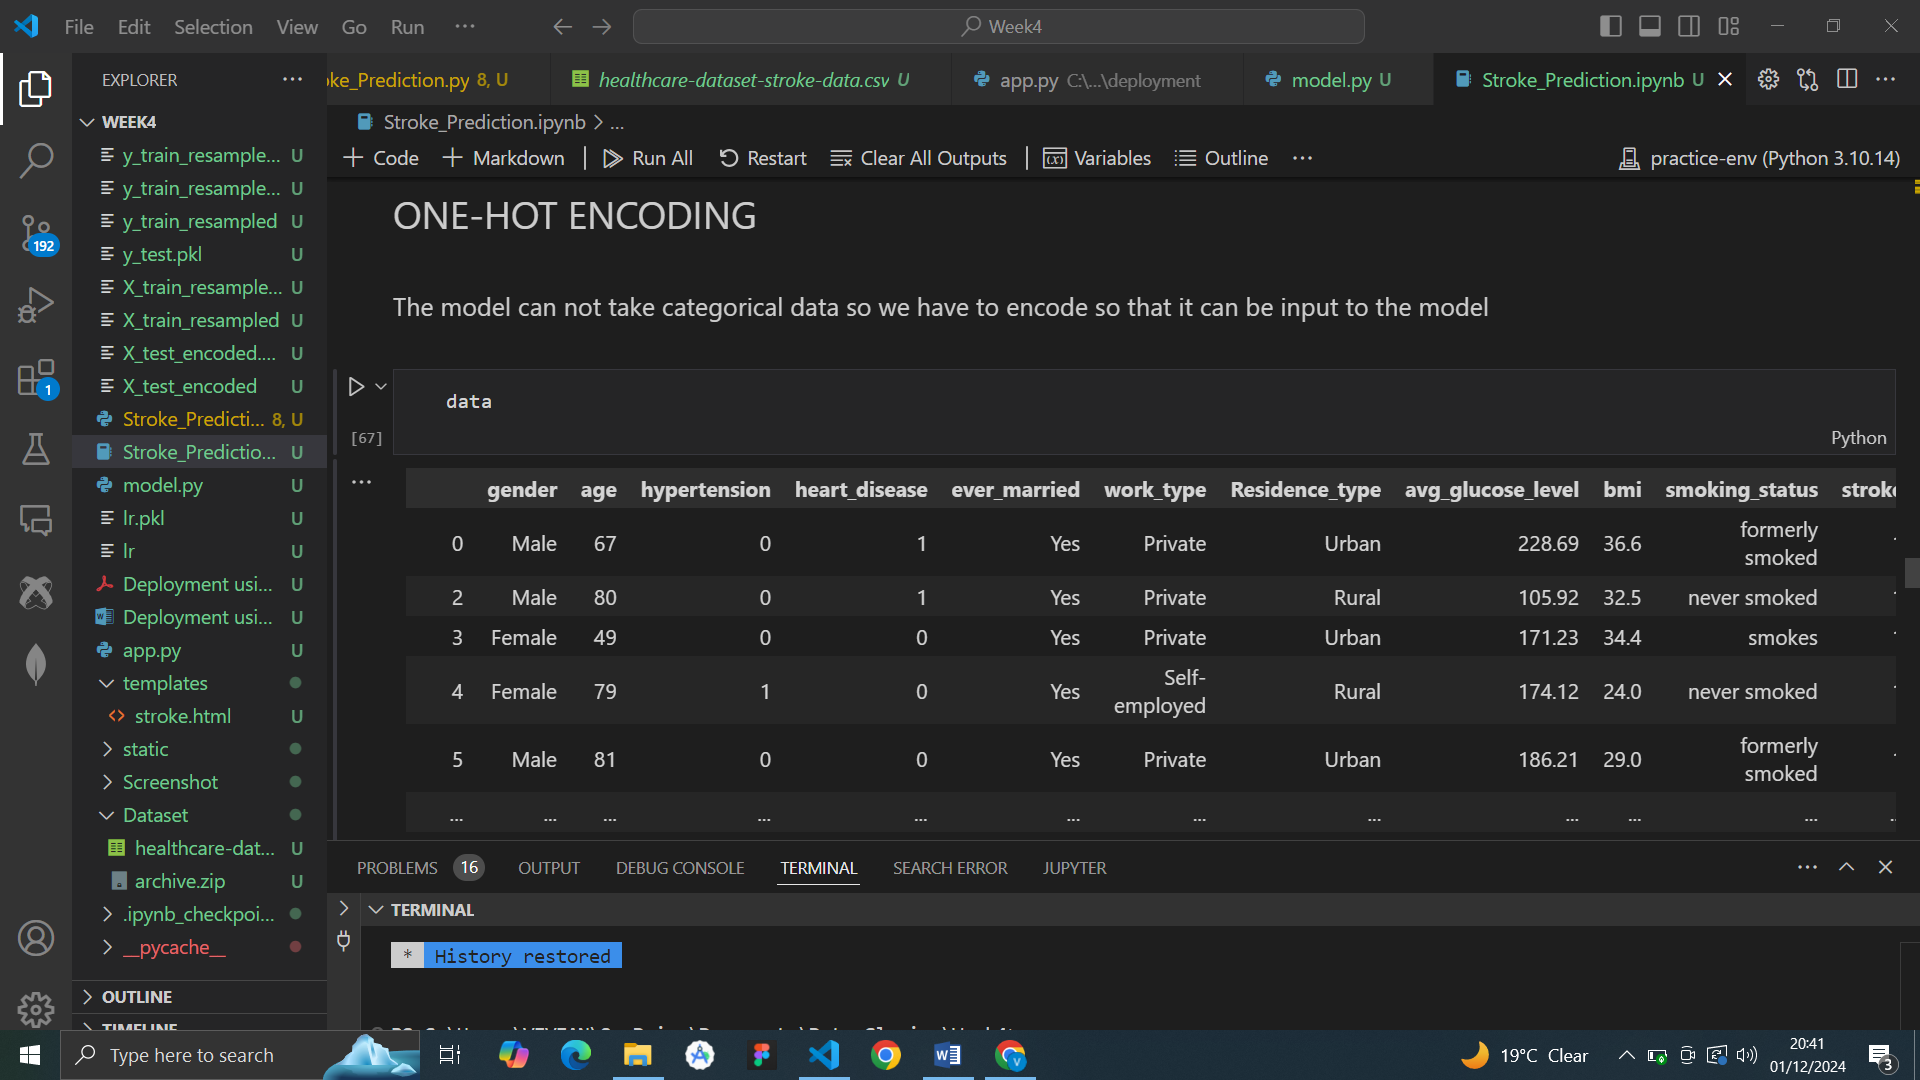 File Edit Selection View Go Run ... Week4
EXPLORER ...
ke_Prediction.py 8, U healthcare-dataset-stroke-data.csv U app.py C:\...\deployment model.py U Stroke_Prediction.ipynb U
WEEK4
Stroke_Prediction.ipynb > ...
Code Markdown Run All Restart Clear All Outputs Variables Outline ... practice-env (Python 3.10.14)
y_train_resample... U
y_train_resample... U
y_train_resampled U
y_test.pkl U
X_train_resample... U
X_train_resampled U
X_test_encoded.... U
X_test_encoded U
Stroke_Predicti... 8, U
Stroke_Predictio... U
model.py U
lr.pkl U
lr U
Deployment usi... U
Deployment usi... U
app.py U
templates
stroke.html U
static
Screenshot
Dataset
healthcare-dat... U
archive.zip U
.ipynb_checkpoi...
__pycache__
OUTLINE
TIMELINE
192
1
ONE-HOT ENCODING
The model can not take categorical data so we have to encode so that it can be input to the model
data
[67]
Python
...
gender age hypertension heart_disease ever_married work_type Residence_type avg_glucose_level bmi smoking_status stroke
0 Male 67 0 1 Yes Private Urban 228.69 36.6 formerly smoked
2 Male 80 0 1 Yes Private Rural 105.92 32.5 never smoked
3 Female 49 0 0 Yes Private Urban 171.23 34.4 smokes
4 Female 79 1 0 Yes Self-employed Rural 174.12 24.0 never smoked
5 Male 81 0 0 Yes Private Urban 186.21 29.0 formerly smoked
... ... ... ... ... ... ... ... ... ... ...
PROBLEMS 16 OUTPUT DEBUG CONSOLE TERMINAL SEARCH ERROR JUPYTER
TERMINAL
* History restored
Type here to search
19°C Clear
20:41
01/12/2024
3